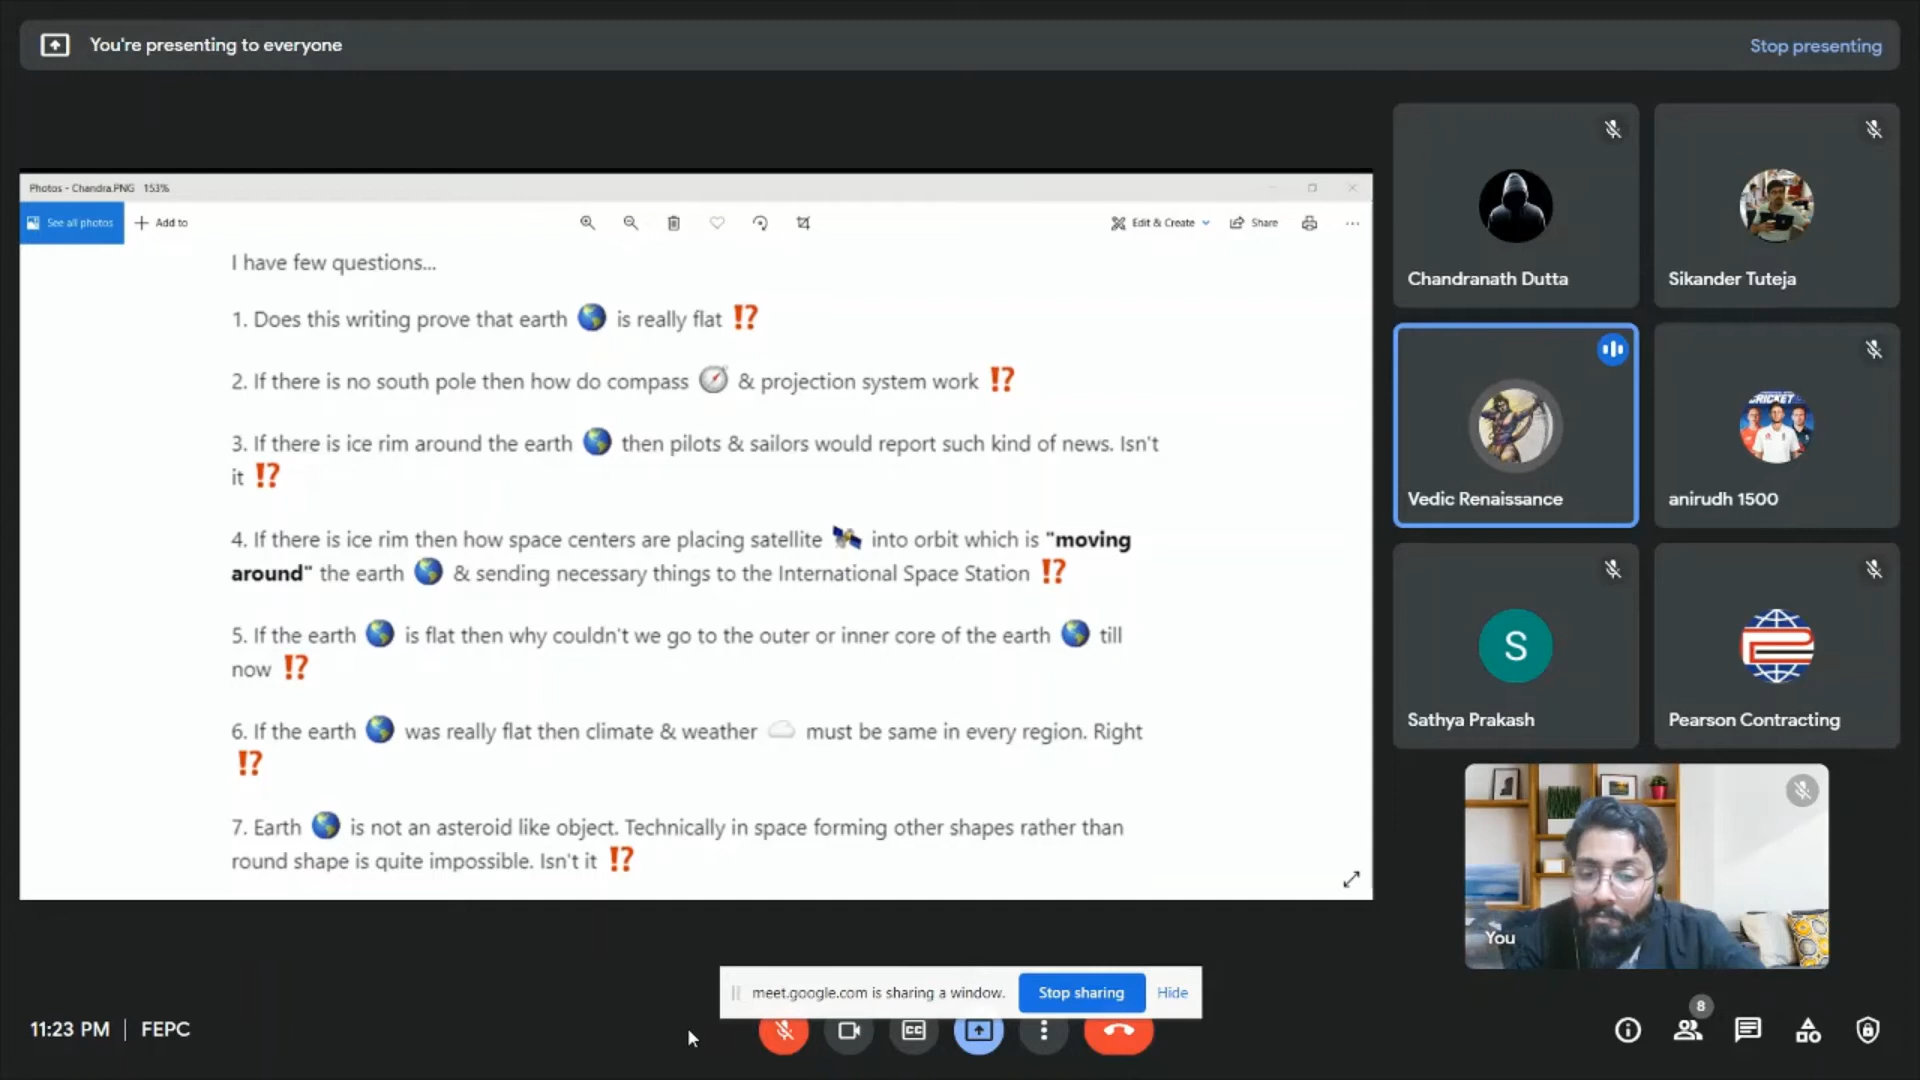 You're presenting to everyone
Stop presenting
Photos - Chandra.PNG 153%
See all photos
Add to
Edit & Create
Share
I have few questions...
1. Does this writing prove that earth 🌎 is really flat ⁉️
2. If there is no south pole then how do compass 🧭 & projection system work ⁉️
3. If there is ice rim around the earth 🌎 then pilots & sailors would report such kind of news. Isn't
it ⁉️
4. If there is ice rim then how space centers are placing satellite 🛰️ into orbit which is "moving
around" the earth 🌎 & sending necessary things to the International Space Station ⁉️
5. If the earth 🌎 is flat then why couldn't we go to the outer or inner core of the earth 🌎 till
now ⁉️
6. If the earth 🌎 was really flat then climate & weather ☁️ must be same in every region. Right
⁉️
7. Earth 🌎 is not an asteroid like object. Technically in space forming other shapes rather than
round shape is quite impossible. Isn't it ⁉️
Chandranath Dutta
Sikander Tuteja
Vedic Renaissance
CRICKET
anirudh 1500
S
Sathya Prakash
Pearson Contracting
You
meet.google.com is sharing a window.
Stop sharing
Hide
11:23 PM | FEPC
CC
8